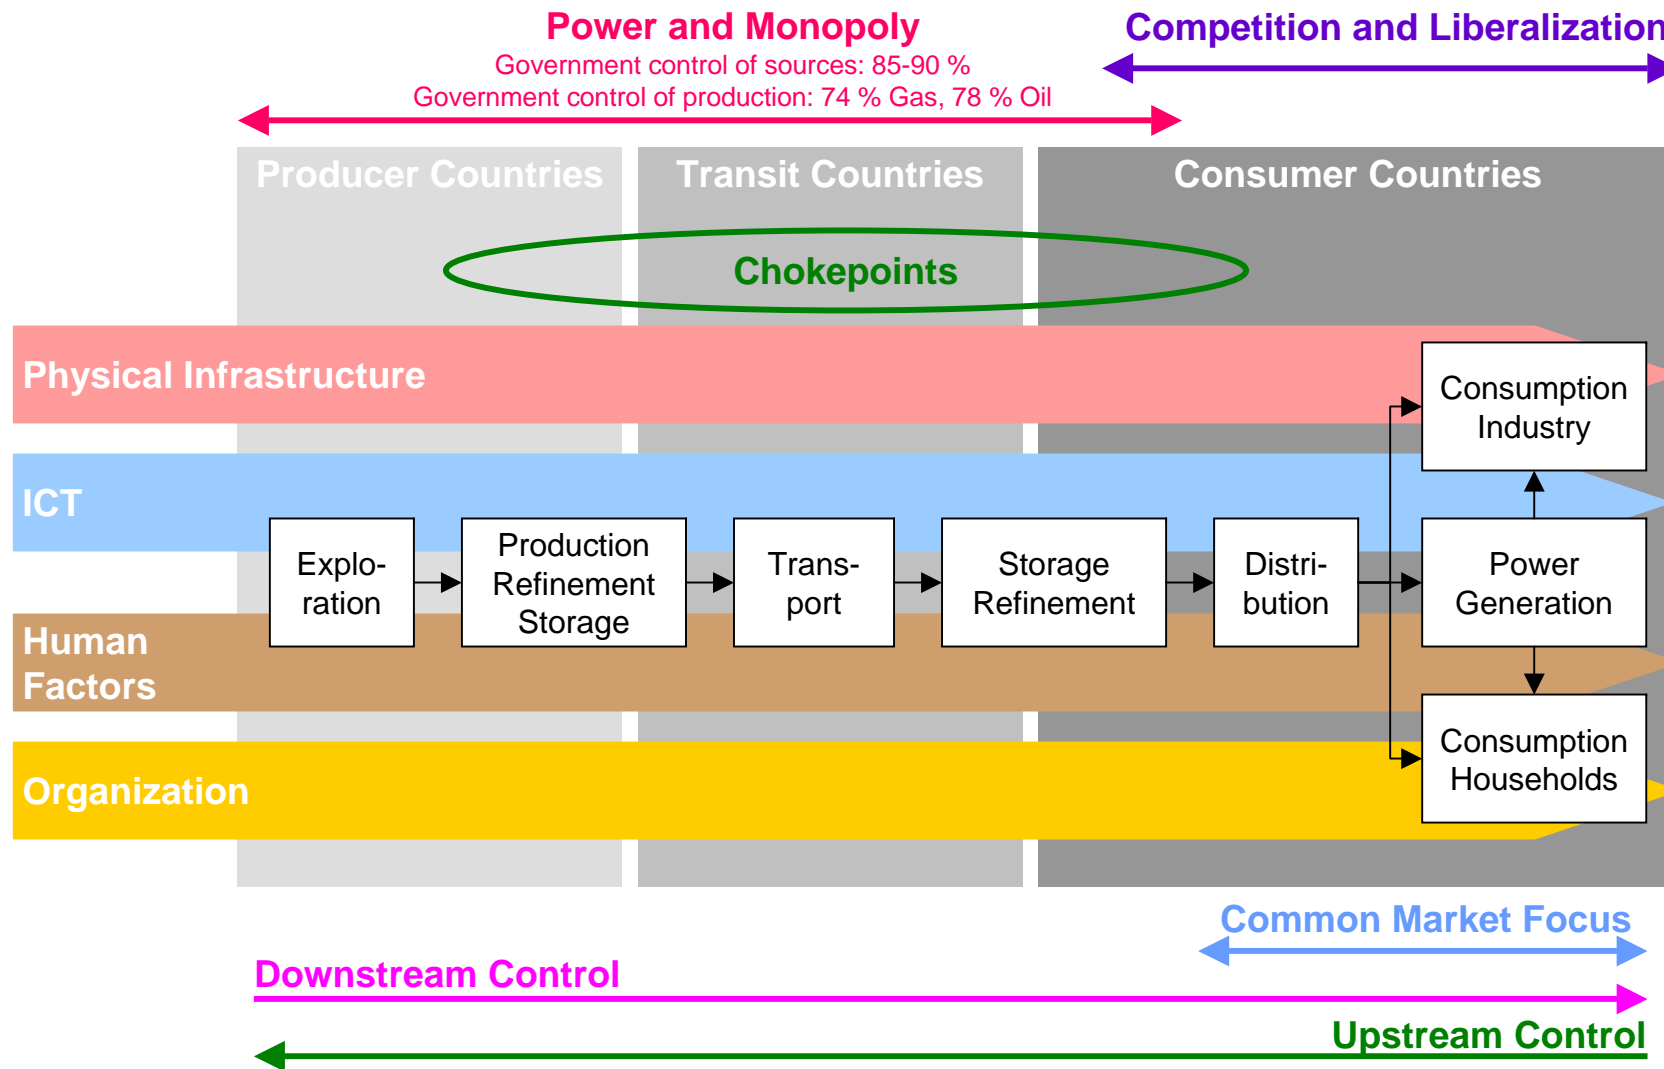 Power and Monopoly
Government control of sources: 85-90 %
Government control of production: 74 % Gas, 78 % Oil
Competition and Liberalization
Producer Countries
Transit Countries
Consumer Countries
Chokepoints
Physical Infrastructure
ICT
Human
Factors
Organization
Explo-
ration
Production
Refinement
Storage
Trans-
port
Storage
Refinement
Distri-
bution
Consumption
Industry
Power
Generation
Consumption
Households
Common Market Focus
Downstream Control
Upstream Control